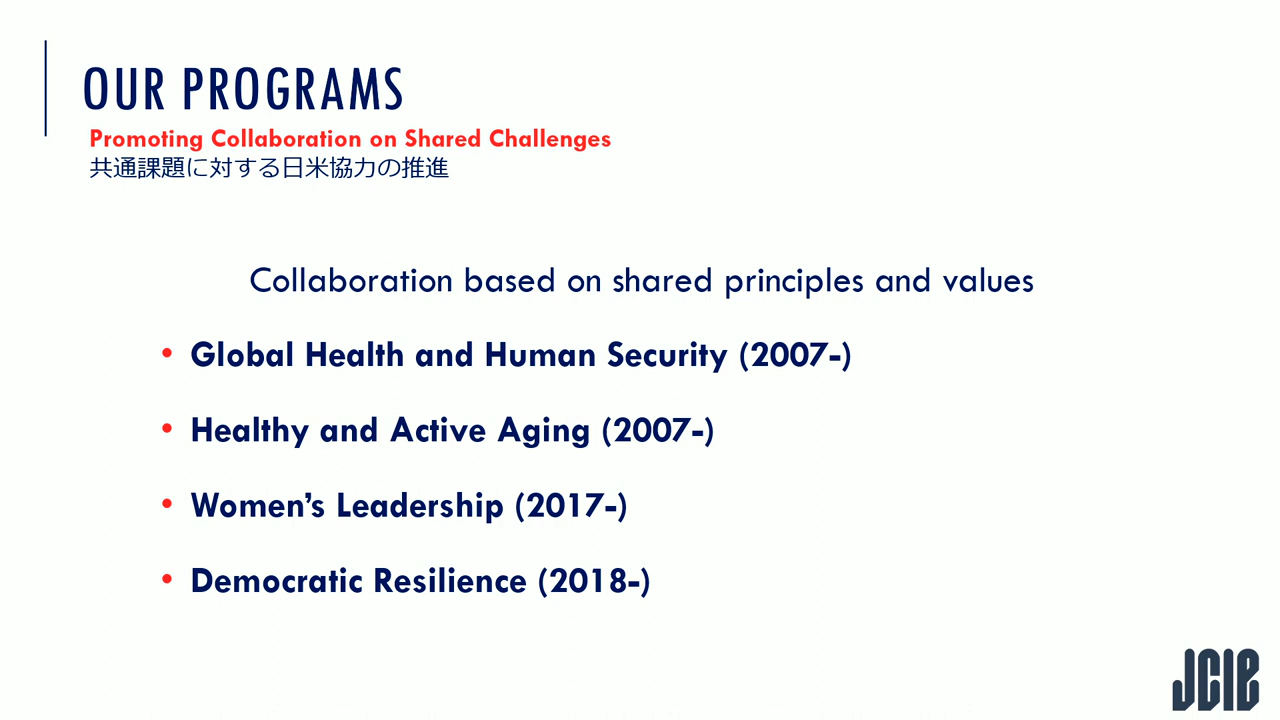 OUR PROGRAMS
Promoting Collaboration on Shared Challenges
共通課題に対する日米協力の推進
Collaboration based on shared principles and values
• Global Health and Human Security (2007-)
• Healthy and Active Aging (2007-)
• Women’s Leadership (2017-)
• Democratic Resilience (2018-)
JCIE